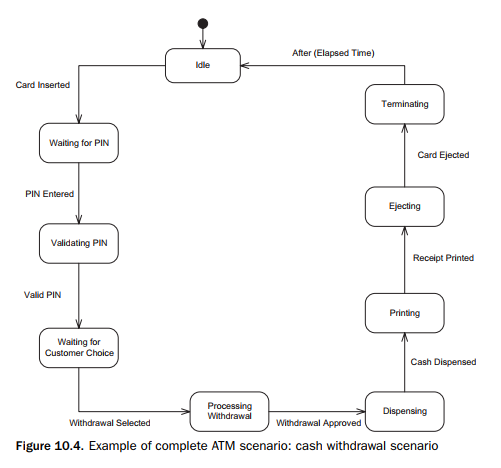 Idle
After (Elapsed Time)
Card Inserted
Terminating
Waiting for PIN
Card Ejected
PIN Entered
Ejecting
Validating PIN
Receipt Printed
Valid PIN
Printing
Waiting for
Customer Choice
Cash Dispensed
Processing
Withdrawal
Dispensing
Withdrawal Selected
Withdrawal Approved
Figure 10.4. Example of complete ATM scenario: cash withdrawal scenario